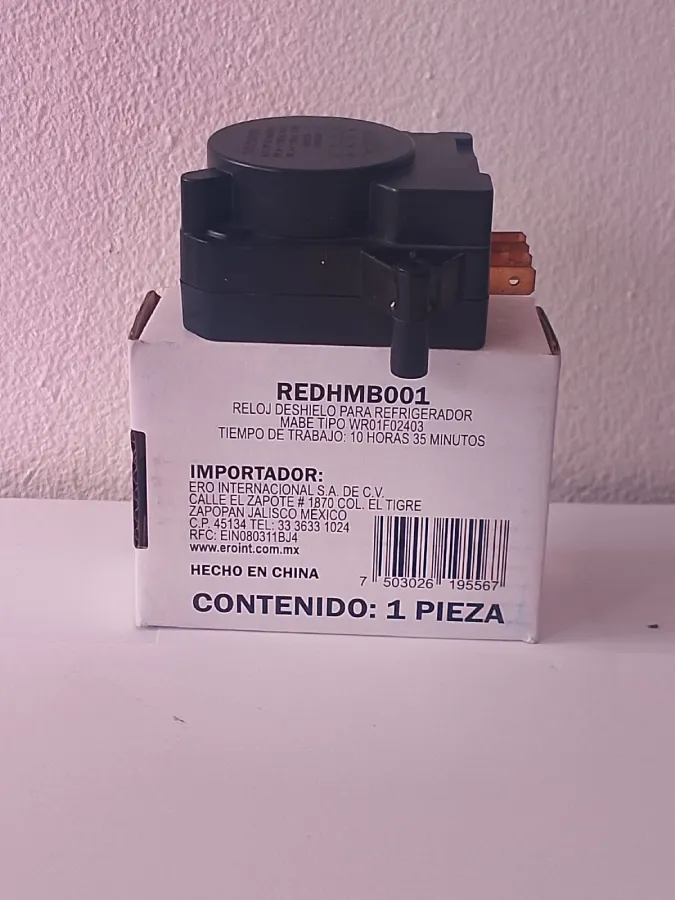 REDHMB001
RELOJ DESHIELO PARA REFRIGERADOR
MABE TIPO WR01F02403
TIEMPO DE TRABAJO: 10 HORAS 35 MINUTOS
IMPORTADOR:
ERO INTERNACIONAL S.A. DE C.V.
CALLE EL ZAPOTE # 1870 COL. EL TIGRE
ZAPOPAN JALISCO MEXICO
C.P. 45134 TEL: 33 3633 1024
RFC: EIN080311BJ4
www.eroint.com.mx
HECHO EN CHINA
7 503026 195567
CONTENIDO: 1 PIEZA